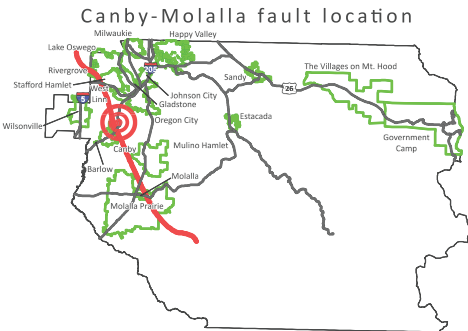 Canby-Molalla fault location
Milwaukie
Happy Valley
Lake Oswego
Rivergrove
Stafford Hamlet
West
Linn
Johnson City
Gladstone
Sandy
The Villages on Mt. Hood
26
Wilsonville
Oregon City
Estacada
Canby
Mulino Hamlet
Government
Camp
Barlow
Molalla
Molalla Prairie